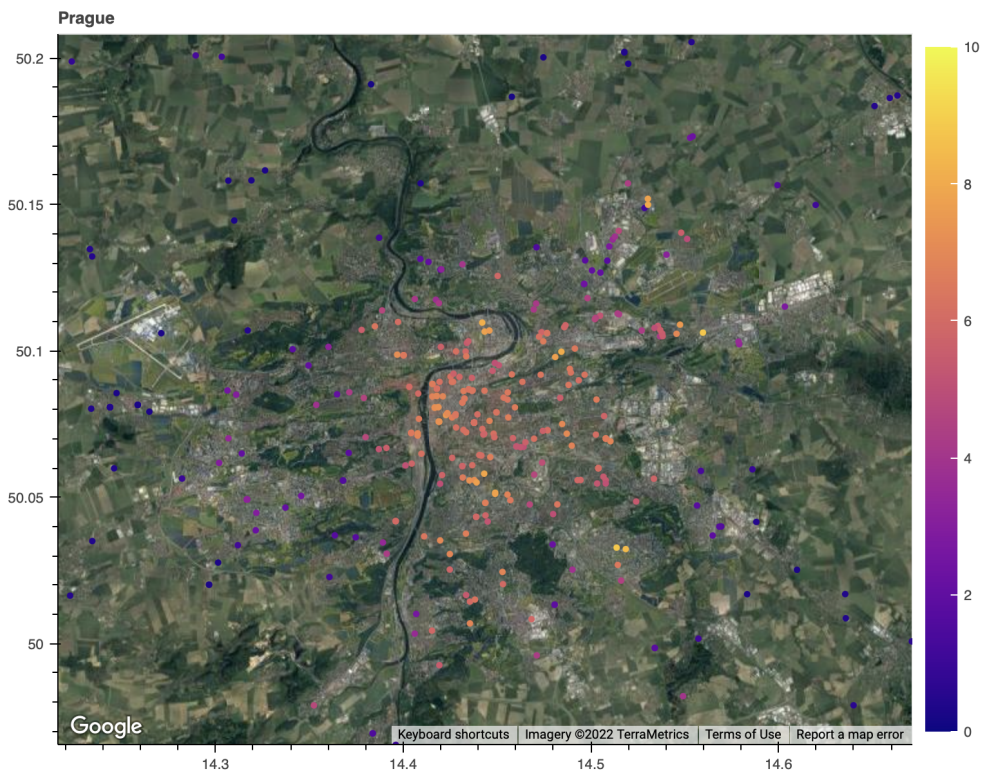 Prague
50.2
50.15
50.1
50.05
50
14.3
14.4
14.5
14.6
10
8
6
4
2
0
Google
Keyboard shortcuts
Imagery ©2022 TerraMetrics
Terms of Use
Report a map error